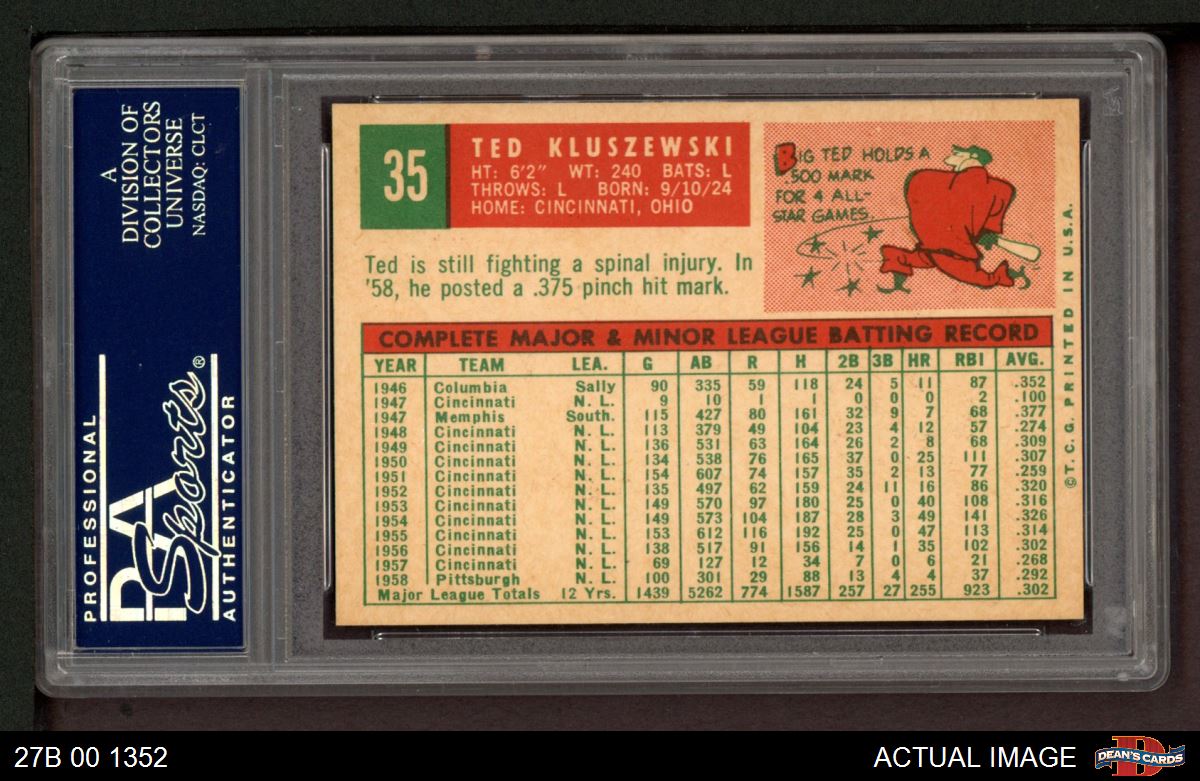 A
DIVISION OF
COLLECTORS
UNIVERSE
NASDAQ: CLCT
PROFESSIONAL
PSA
Sports®
AUTHENTICATOR
35
TED KLUSZEWSKI
HT: 6'2" WT: 240 BATS: L
THROWS: L BORN: 9/10/24
HOME: CINCINNATI, OHIO
BIG TED HOLDS A
500 MARK
FOR 4 ALL-
STAR GAMES.
Ted is still fighting a spinal injury. In
'58, he posted a .375 pinch hit mark.
COMPLETE MAJOR & MINOR LEAGUE BATTING RECORD
YEAR TEAM LEA. G AB R H 2B 3B HR RBI AVG.
1946 Columbia Sally 90 335 59 118 24 5 11 87 .352
1947 Cincinnati N. L. 9 10 1 1 0 0 0 2 .100
1947 Memphis South. 115 427 80 161 32 9 7 68 .377
1948 Cincinnati N. L. 113 379 49 104 23 4 12 57 .274
1949 Cincinnati N. L. 136 531 63 164 26 2 8 68 .309
1950 Cincinnati N. L. 134 538 76 165 37 0 25 111 .307
1951 Cincinnati N. L. 154 607 74 157 35 2 13 77 .259
1952 Cincinnati N. L. 135 497 62 159 24 11 16 86 .320
1953 Cincinnati N. L. 149 570 97 180 25 0 40 108 .316
1954 Cincinnati N. L. 149 573 104 187 28 3 49 141 .326
1955 Cincinnati N. L. 153 612 116 192 25 0 47 113 .314
1956 Cincinnati N. L. 138 517 91 156 14 1 35 102 .302
1957 Cincinnati N. L. 69 127 12 34 7 0 6 21 .268
1958 Pittsburgh N. L. 100 301 29 88 13 4 4 37 .292
Major League Totals 12 Yrs. 1439 5262 774 1587 257 27 255 923 .302
©T.C.G. PRINTED IN U.S.A.
27B 00 1352
ACTUAL IMAGE
D
DEAN'S CARDS